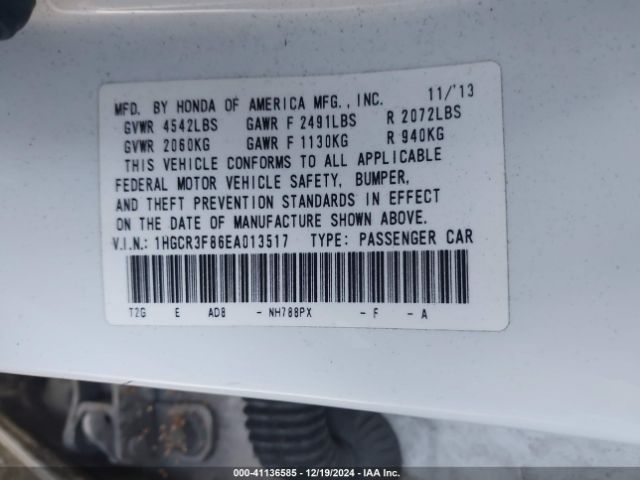 MFD. BY HONDA OF AMERICA MFG., INC. 11/'13
GVWR 4542LBS GAWR F 2491LBS R 2072LBS
GVWR 2060KG GAWR F 1130KG R 940KG
THIS VEHICLE CONFORMS TO ALL APPLICABLE
FEDERAL MOTOR VEHICLE SAFETY, BUMPER,
AND THEFT PREVENTION STANDARDS IN EFFECT
ON THE DATE OF MANUFACTURE SHOWN ABOVE.
V.I.N.: 1HGCR3F86EA013517 TYPE: PASSENGER CAR
T2G E AD8 - NH788PX - F - A
000-41136585 - 12/19/2024 - IAA Inc.